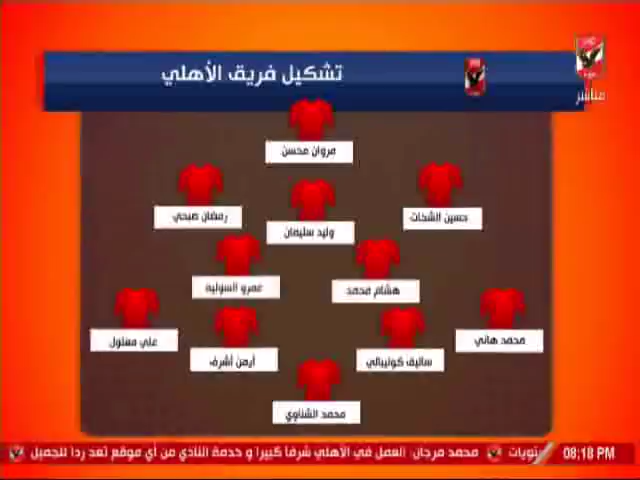 تشكيل فريق الأهلي
مباشر
مروان محسن
حسين الشحات
وليد سليمان
رمضان صبحي
هشام محمد
عمرو السولية
محمد هاني
ساليف كوليبالي
أيمن أشرف
علي معلول
محمد الشناوي
محمد مرجان: العمل في الأهلي شرفا كبيرا و خدمة النادي من أي موقع تعد ردا للجميل
08:18 PM